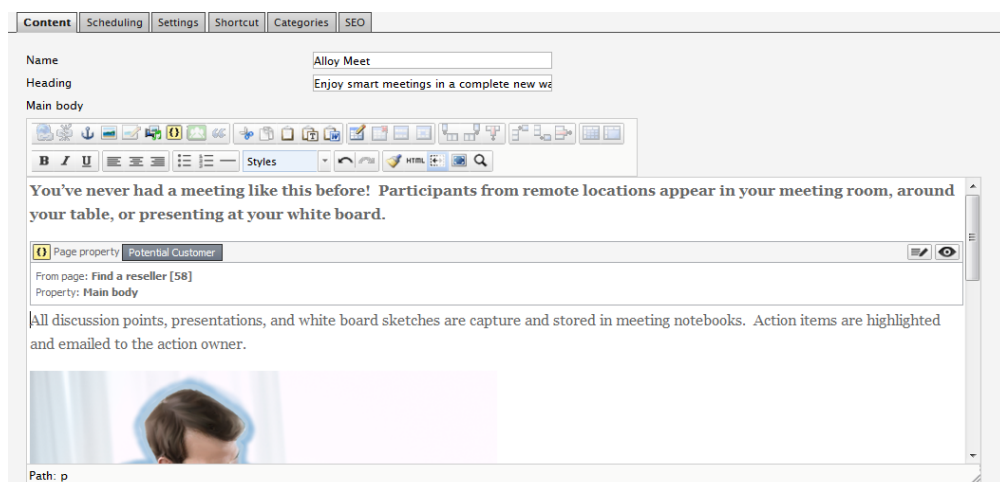 Content Scheduling Settings Shortcut Categories SEO
Name Alloy Meet
Heading Enjoy smart meetings in a complete new wa
Main body
B I U Styles HTML
You've never had a meeting like this before! Participants from remote locations appear in your meeting room, around
your table, or presenting at your white board.
{} Page property Potential Customer
From page: Find a reseller [58]
Property: Main body
All discussion points, presentations, and white board sketches are capture and stored in meeting notebooks. Action items are highlighted
and emailed to the action owner.
Path: p